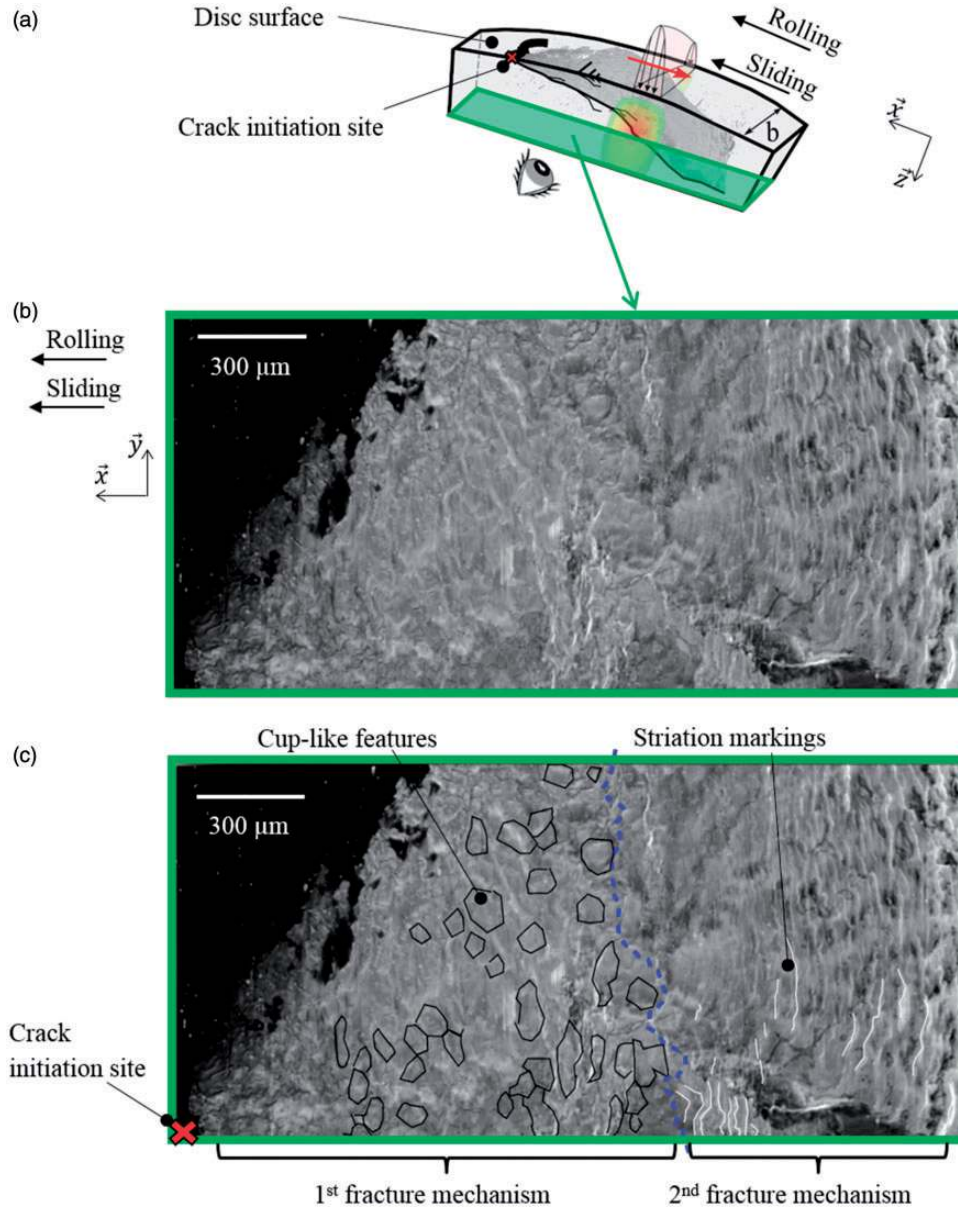 (a)
Disc surface
Crack initiation site
Rolling
Sliding
b
x⃗
z⃗
(b)
Rolling
Sliding
y⃗
x⃗
300 µm
(c)
Cup-like features
Striation markings
300 µm
Crack
initiation site
1st fracture mechanism
2nd fracture mechanism